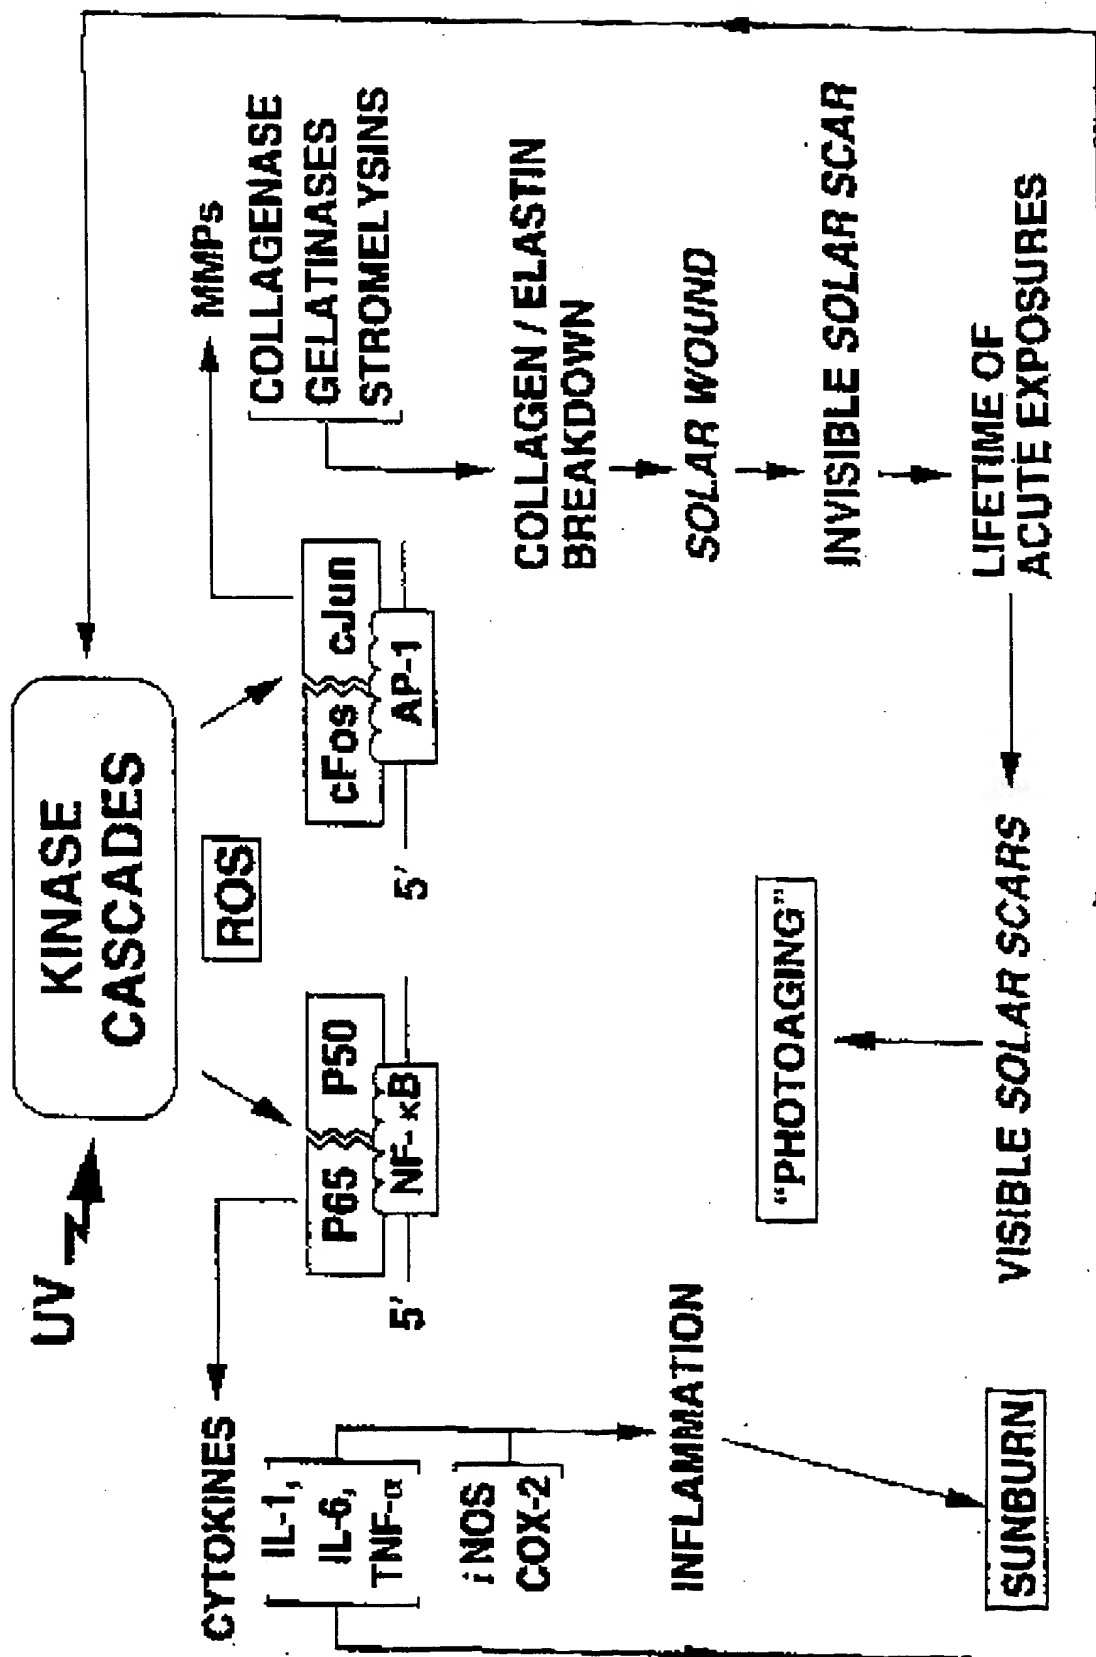 UV
KINASE
CASCADES
ROS
CYTOKINES
IL-1,
IL-6,
TNF-α
iNOS
COX-2
INFLAMMATION
SUNBURN
P65
P50
NF-κB
5'
cFos
cJun
AP-1
5'
MMPs
COLLAGENASE
GELATINASES
STROMELYSINS
COLLAGEN / ELASTIN
BREAKDOWN
SOLAR WOUND
INVISIBLE SOLAR SCAR
LIFETIME OF
ACUTE EXPOSURES
VISIBLE SOLAR SCARS
"PHOTOAGING"